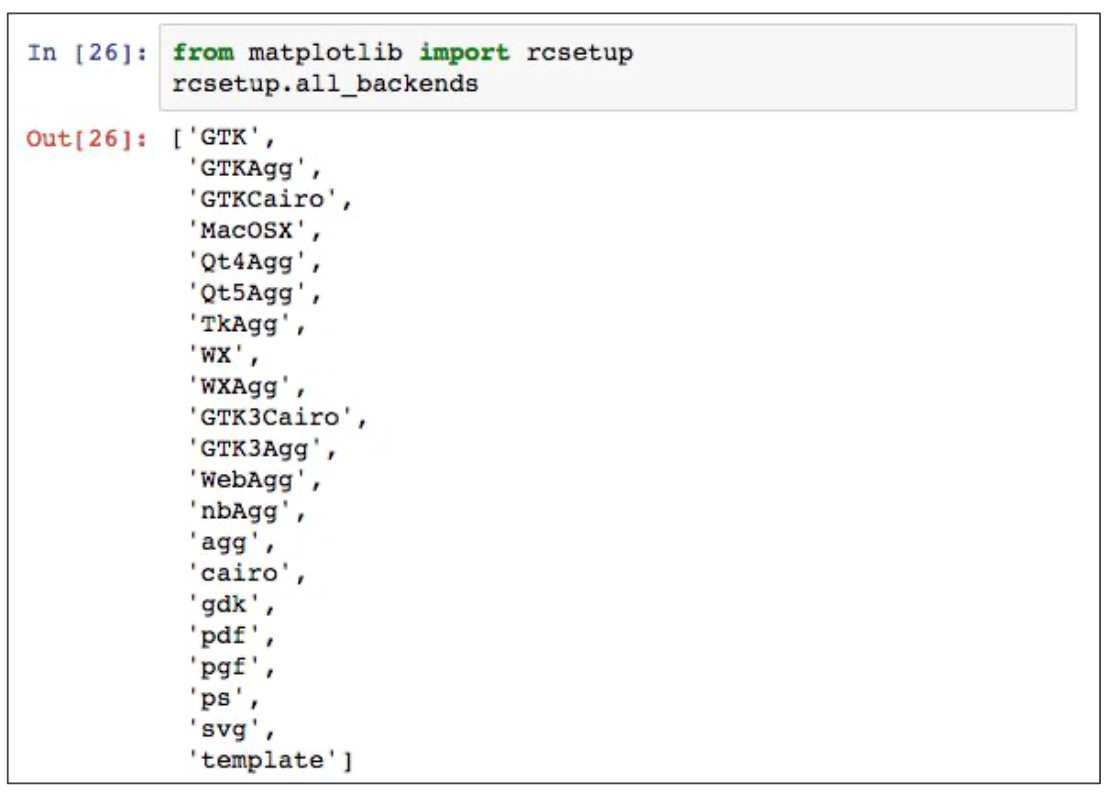 In [26]: from matplotlib import rcsetup
rcsetup.all_backends
Out[26]: ['GTK',
'GTKAgg',
'GTKCairo',
'MacOSX',
'Qt4Agg',
'Qt5Agg',
'TkAgg',
'WX',
'WXAgg',
'GTK3Cairo',
'GTK3Agg',
'WebAgg',
'nbAgg',
'agg',
'cairo',
'gdk',
'pdf',
'pgf',
'ps',
'svg',
'template']